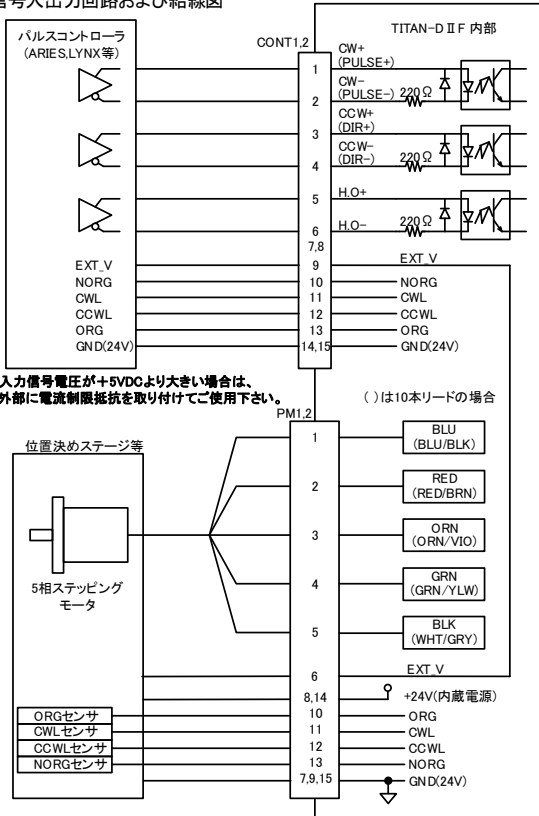 信号入出力回路および結線図
パルスコントローラ
(ARIES,LYNX等)
CONT1,2
TITAN-DⅡF 内部
1
CW+
(PULSE+)
2
CW-
(PULSE-)
220Ω
3
CCW+
(DIR+)
4
CCW-
(DIR-)
220Ω
5
H.O+
6
H.O-
220Ω
7,8
EXT_V
9
EXT_V
NORG
10
NORG
CWL
11
CWL
CCWL
12
CCWL
ORG
13
ORG
GND(24V)
14,15
GND(24V)
入力信号電圧が+5VDCより大きい場合は、
外部に電流制限抵抗を取り付けてご使用下さい。
PM1,2
( )は10本リードの場合
位置決めステージ等
1
BLU
(BLU/BLK)
2
RED
(RED/BRN)
3
ORN
(ORN/VIO)
5相ステッピング
モータ
4
GRN
(GRN/YLW)
5
BLK
(WHT/GRY)
6
EXT_V
8,14
+24V(内蔵電源)
ORGセンサ
10
ORG
CWLセンサ
11
CWL
CCWLセンサ
12
CCWL
NORGセンサ
13
NORG
7,9,15
GND(24V)